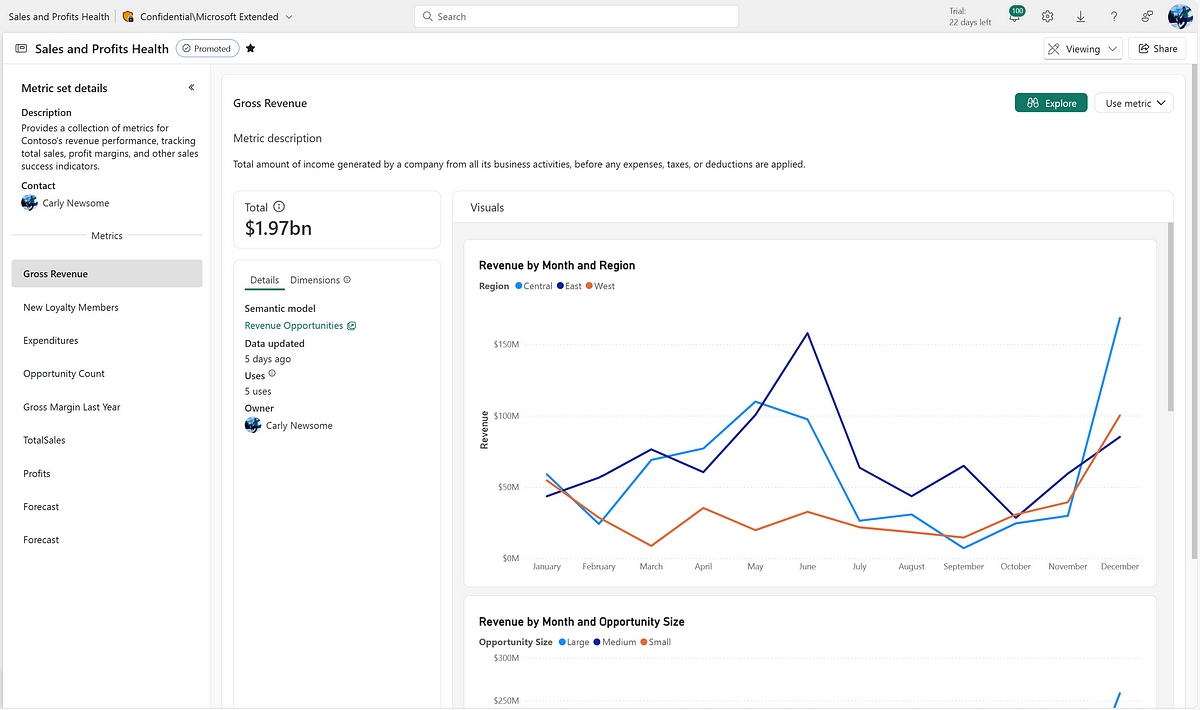 Sales and Profits Health
Confidential\Microsoft Extended
Search
Trial:
22 days left
100
Sales and Profits Health
Promoted
Viewing
Share
Metric set details
Description
Provides a collection of metrics for
Contoso's revenue performance, tracking
total sales, profit margins, and other sales
success indicators.
Contact
Carly Newsome
Metrics
Gross Revenue
New Loyalty Members
Expenditures
Opportunity Count
Gross Margin Last Year
TotalSales
Profits
Forecast
Forecast
Gross Revenue
Explore
Use metric
Metric description
Total amount of income generated by a company from all its business activities, before any expenses, taxes, or deductions are applied.
Total
$1.97bn
Details Dimensions
Semantic model
Revenue Opportunities
Data updated
5 days ago
Uses
5 uses
Owner
Carly Newsome
Visuals
Revenue by Month and Region
Region Central East West
Revenue
$150M
$100M
$50M
$0M
January February March April May June July August September October November December
Revenue by Month and Opportunity Size
Opportunity Size Large Medium Small
$300M
$250M